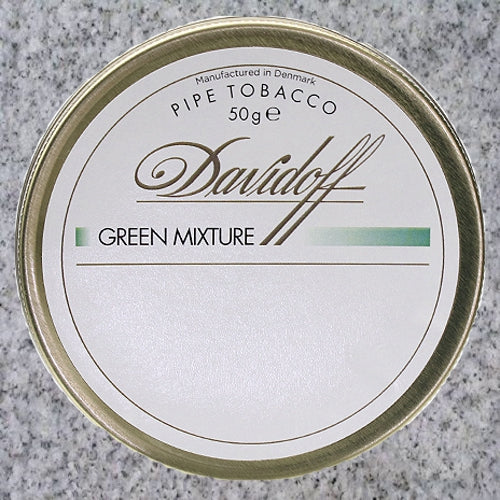 Manufactured in Denmark
PIPE TOBACCO
50g℮
Davidoff
GREEN MIXTURE